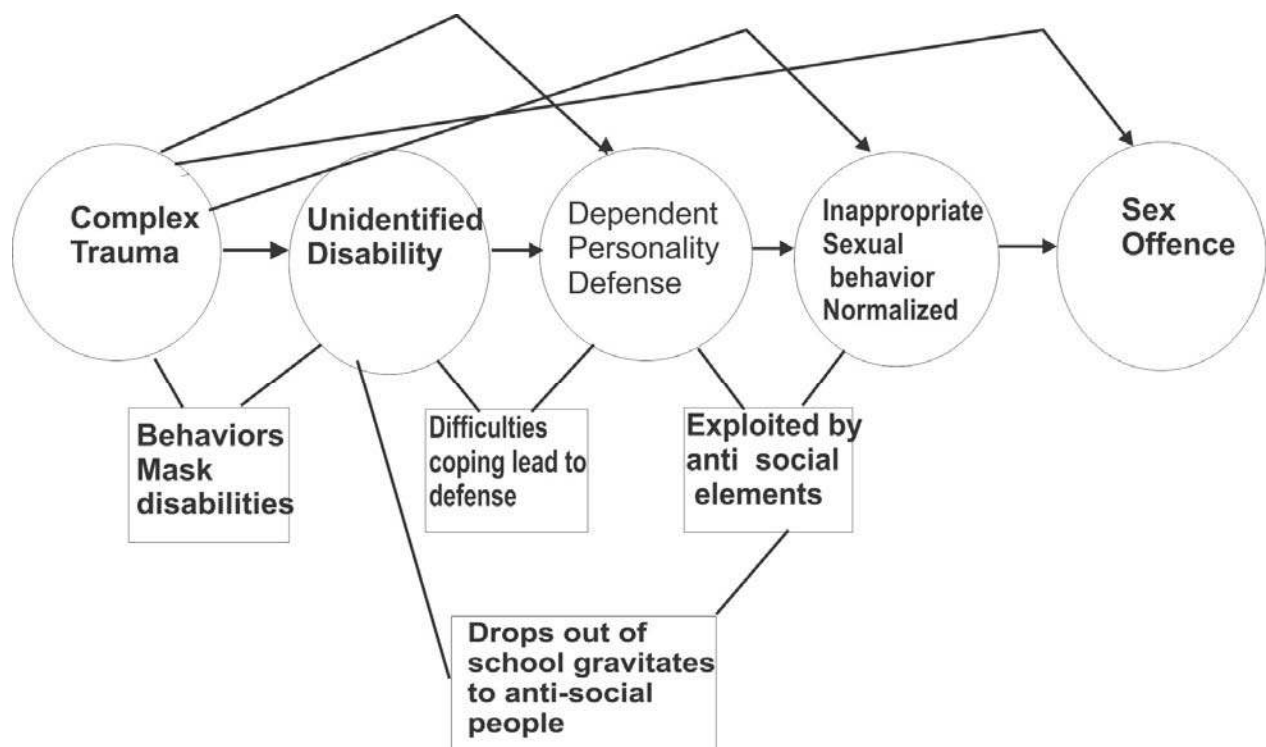 Complex
Trauma
Unidentified
Disability
Dependent
Personality
Defense
Inappropriate
Sexual
behavior
Normalized
Sex
Offence
Behaviors
Mask
disabilities
Difficulties
coping lead to
defense
Exploited by
anti social
elements
Drops out of
school gravitates
to anti-social
people